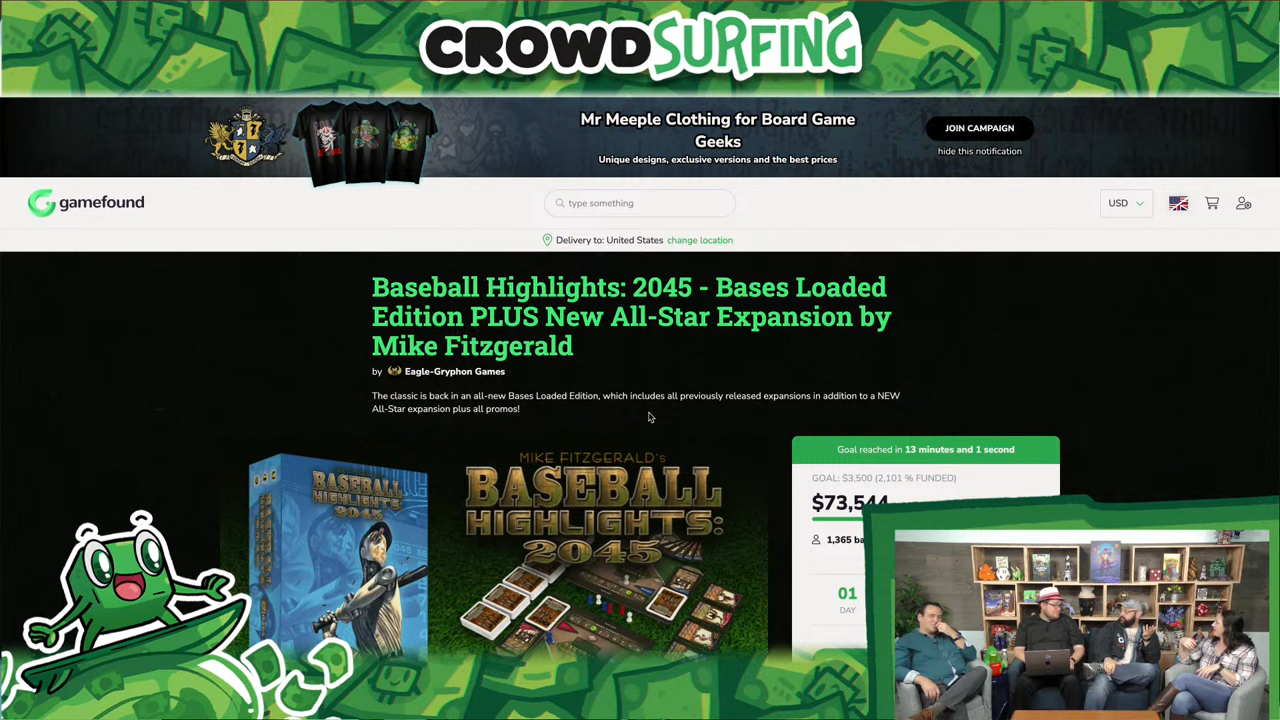 CROWDSURFING
Mr Meeple Clothing for Board Game
Geeks
Unique designs, exclusive versions and the best prices
JOIN CAMPAIGN
hide this notification
gamefound
type something
USD
Delivery to: United States change location
Baseball Highlights: 2045 - Bases Loaded
Edition PLUS New All-Star Expansion by
Mike Fitzgerald
by Eagle-Gryphon Games
The classic is back in an all-new Bases Loaded Edition, which includes all previously released expansions in addition to a NEW
All-Star expansion plus all promos!
BASEBALL
HIGHLIGHTS
2045
MIKE FITZGERALD's
BASEBALL
HIGHLIGHTS:
2045
Goal reached in 13 minutes and 1 second
GOAL: $3,500 (2,101 % FUNDED)
$73,544
1,365 ba
01
DAY